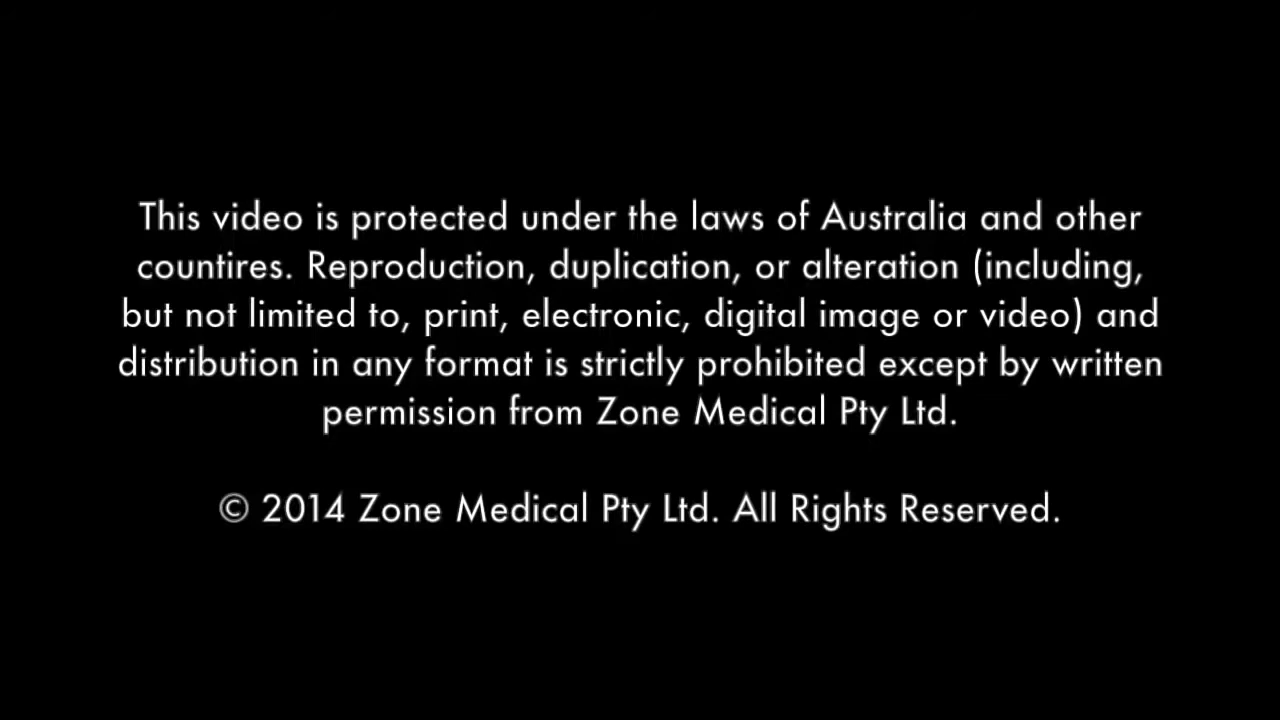 This video is protected under the laws of Australia and other
countires. Reproduction, duplication, or alteration (including,
but not limited to, print, electronic, digital image or video) and
distribution in any format is strictly prohibited except by written
permission from Zone Medical Pty Ltd.
© 2014 Zone Medical Pty Ltd. All Rights Reserved.